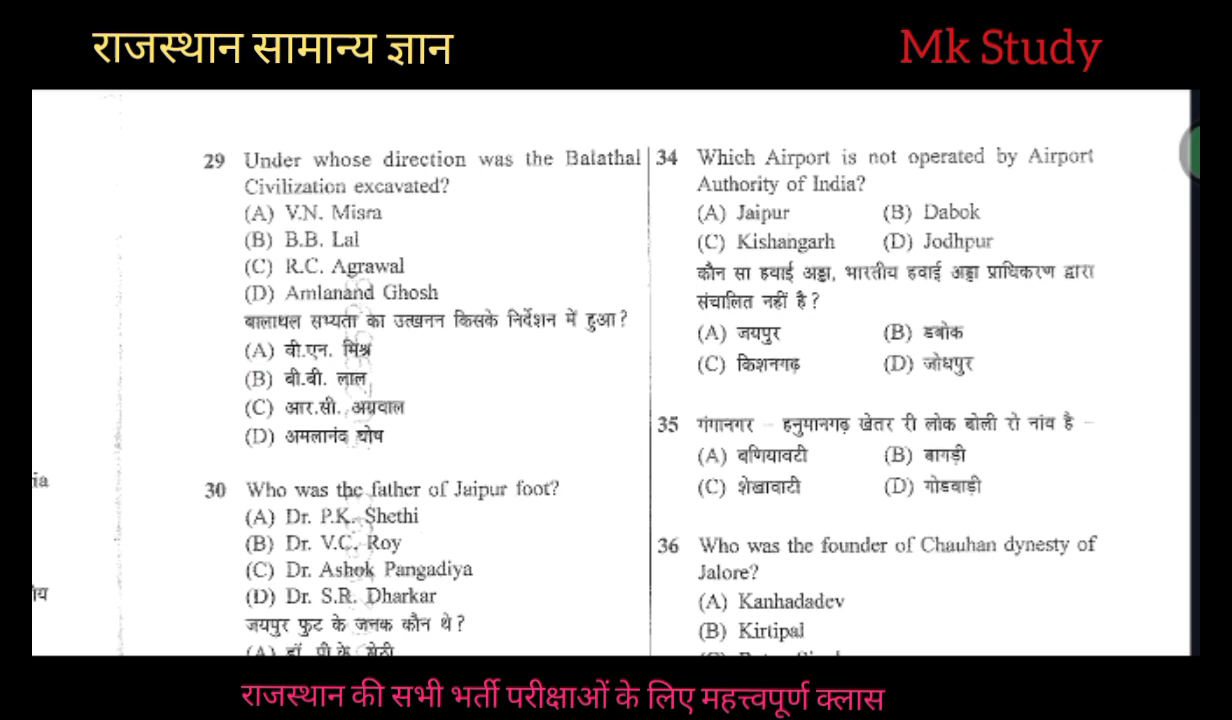 राजस्थान सामान्य ज्ञान
Mk Study
ia
ीय
29 Under whose direction was the Balathal
Civilization excavated?
(A) V.N. Misra
(B) B.B. Lal
(C) R.C. Agrawal
(D) Amlanand Ghosh
बालाथल सभ्यता का उत्खनन किसके निर्देशन में हुआ?
(A) वी.एन. मिश्र
(B) बी.बी. लाल
(C) आर.सी. अग्रवाल
(D) अमलानंद घोष
30 Who was the father of Jaipur foot?
(A) Dr. P.K. Shethi
(B) Dr. V.C. Roy
(C) Dr. Ashok Pangadiya
(D) Dr. S.R. Dharkar
जयपुर फुट के जनक कौन थे?
(A) डॉ. पी.के. सेठी
34 Which Airport is not operated by Airport
Authority of India?
(A) Jaipur (B) Dabok
(C) Kishangarh (D) Jodhpur
कौन सा हवाई अड्डा, भारतीय हवाई अड्डा प्राधिकरण द्वारा
संचालित नहीं है?
(A) जयपुर (B) डबोक
(C) किशनगढ़ (D) जोधपुर
35 गंगानगर - हनुमानगढ़ खेतर री लोक बोली रो नांव है -
(A) बणियावटी (B) बागड़ी
(C) शेखावाटी (D) गोडवाड़ी
36 Who was the founder of Chauhan dynesty of
Jalore?
(A) Kanhadadev
(B) Kirtipal
राजस्थान की सभी भर्ती परीक्षाओं के लिए महत्त्वपूर्ण क्लास